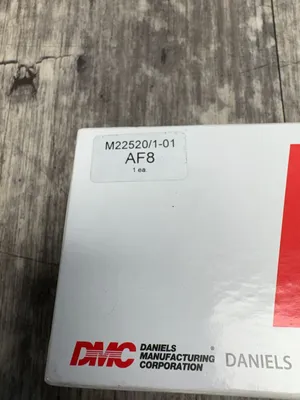 M22520/1-01
AF8
1 ea
DMC
DANIELS
MANUFACTURING
CORPORATION
®
DANIELS